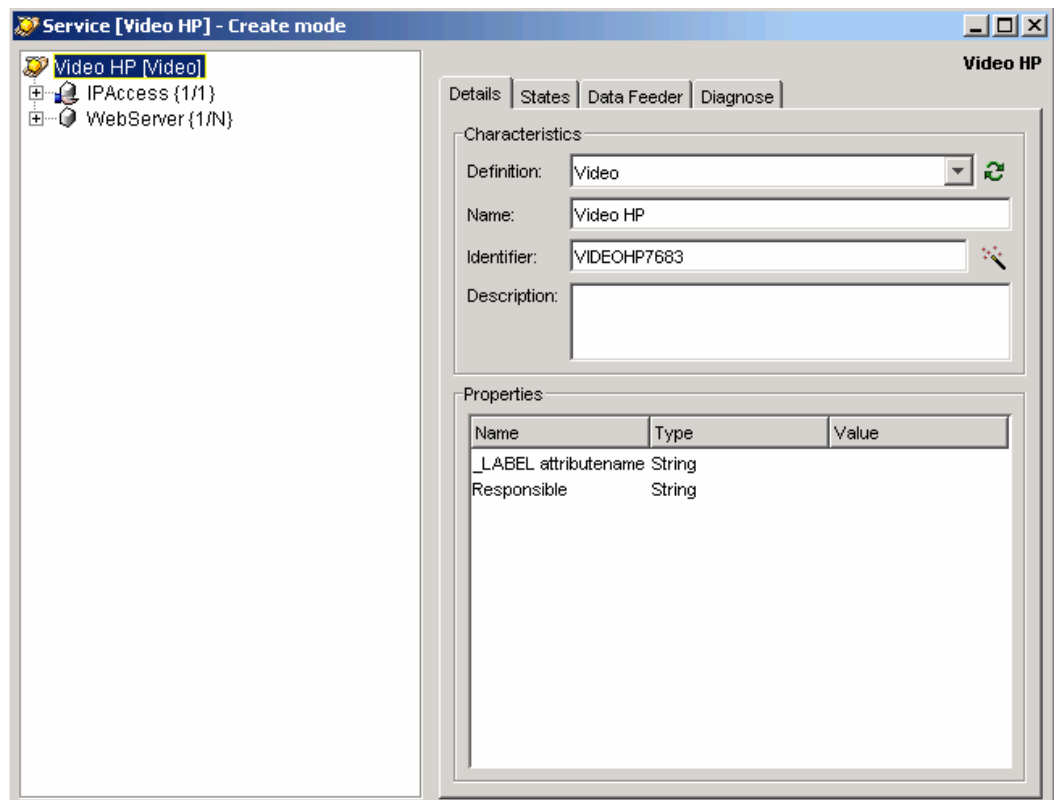 Service [Video HP] - Create mode
Video HP [Video]
IPAccess {1/1}
WebServer {1/N}
Video HP
Details States Data Feeder Diagnose
Characteristics
Definition: Video
Name: Video HP
Identifier: VIDEOHP7683
Description:
Properties
Name Type Value
_LABEL attributename String
Responsible String